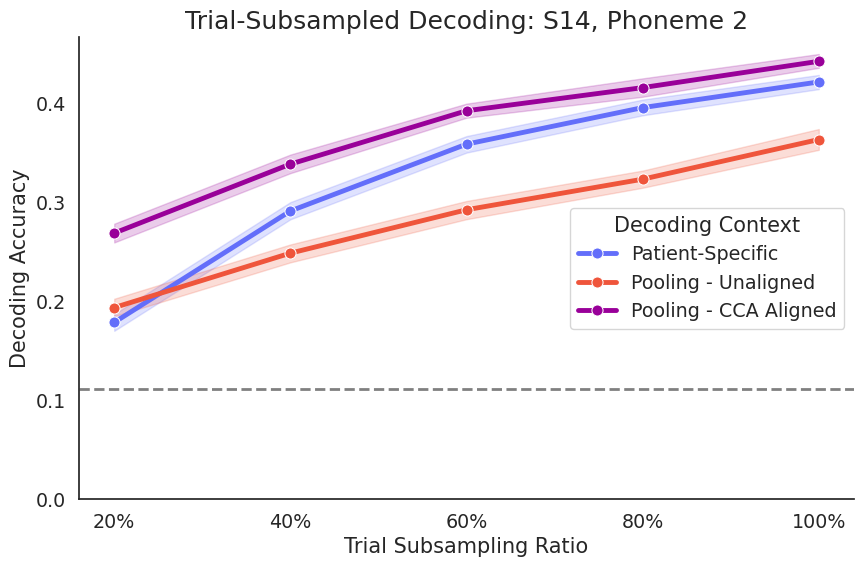 Trial-Subsampled Decoding: S14, Phoneme 2
Decoding Accuracy
0.4
0.3
0.2
0.1
0.0
Decoding Context
Patient-Specific
Pooling - Unaligned
Pooling - CCA Aligned
20% 40% 60% 80% 100%
Trial Subsampling Ratio